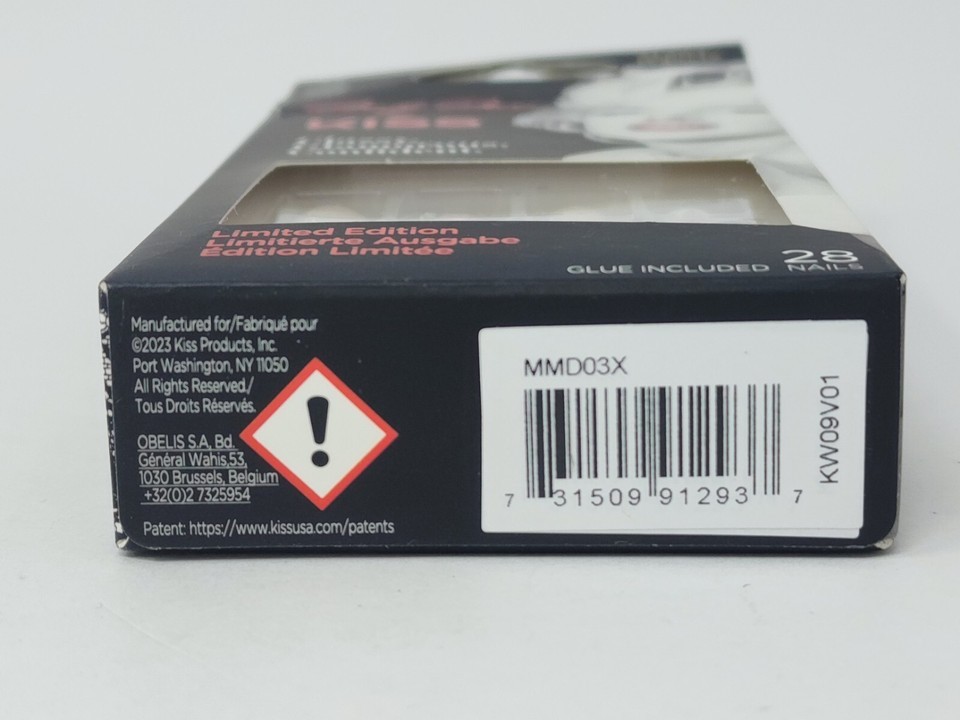 KISS
Limited Edition
Limitierte Ausgabe
Édition Limitée
GLUE INCLUDED
28
NAILS
Manufactured for/Fabriqué pour
©2023 Kiss Products, Inc.
Port Washington, NY 11050
All Rights Reserved./
Tous Droits Réservés.
OBELIS S.A, Bd.
Général Wahis,53,
1030 Brussels, Belgium
+32(0)2 7325954
Patent: https://www.kissusa.com/patents
MMD03X
7 31509 91293 7
KW09V01